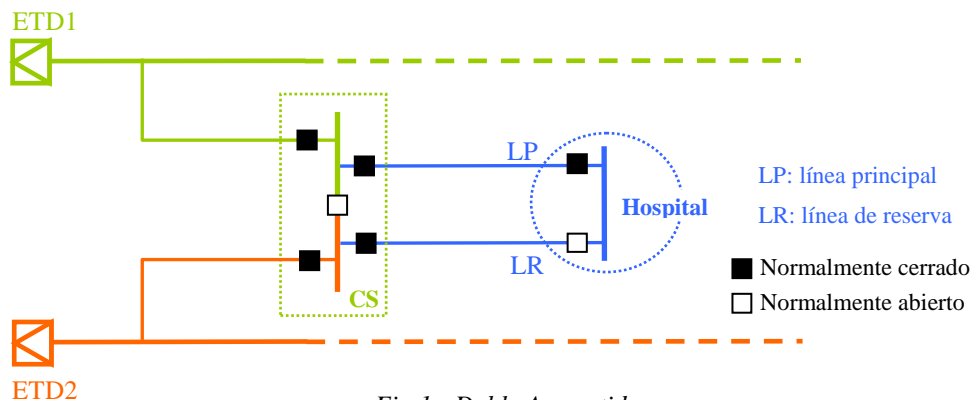 ETD1
LP
LP: línea principal
Hospital
LR: línea de reserva
LR
Normalmente cerrado
CS
Normalmente abierto
ETD2